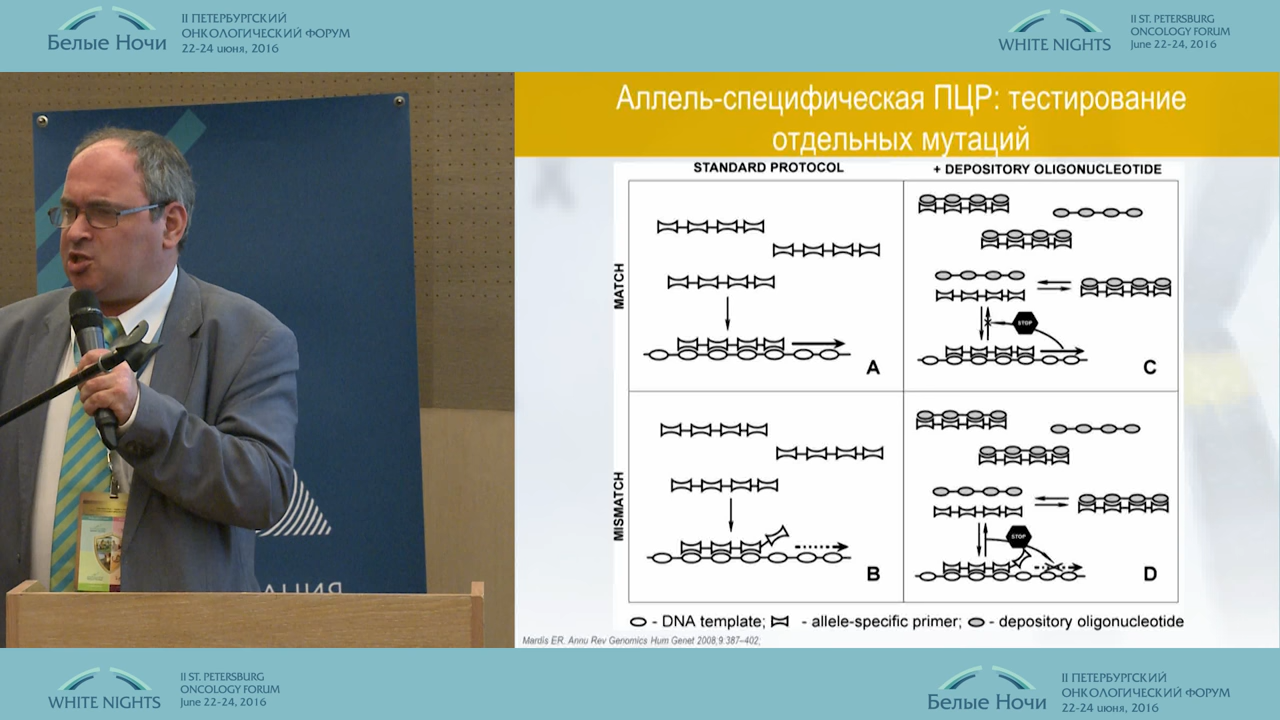 Белые Ночи
II ПЕТЕРБУРГСКИЙ
ОНКОЛОГИЧЕСКИЙ ФОРУМ
22-24 июня, 2016
WHITE NIGHTS
II ST. PETERSBURG
ONCOLOGY FORUM
June 22-24, 2016
Аллель-специфическая ПЦР: тестирование
отдельных мутаций
STANDARD PROTOCOL
+ DEPOSITORY OLIGONUCLEOTIDE
MATCH
STOP
A
C
MISMATCH
STOP
B
D
- DNA template; - allele-specific primer; - depository oligonucleotide
Mardis ER. Annu Rev Genomics Hum Genet 2008;9:387–402;
WHITE NIGHTS
II ST. PETERSBURG
ONCOLOGY FORUM
June 22-24, 2016
Белые Ночи
II ПЕТЕРБУРГСКИЙ
ОНКОЛОГИЧЕСКИЙ ФОРУМ
22-24 июня, 2016